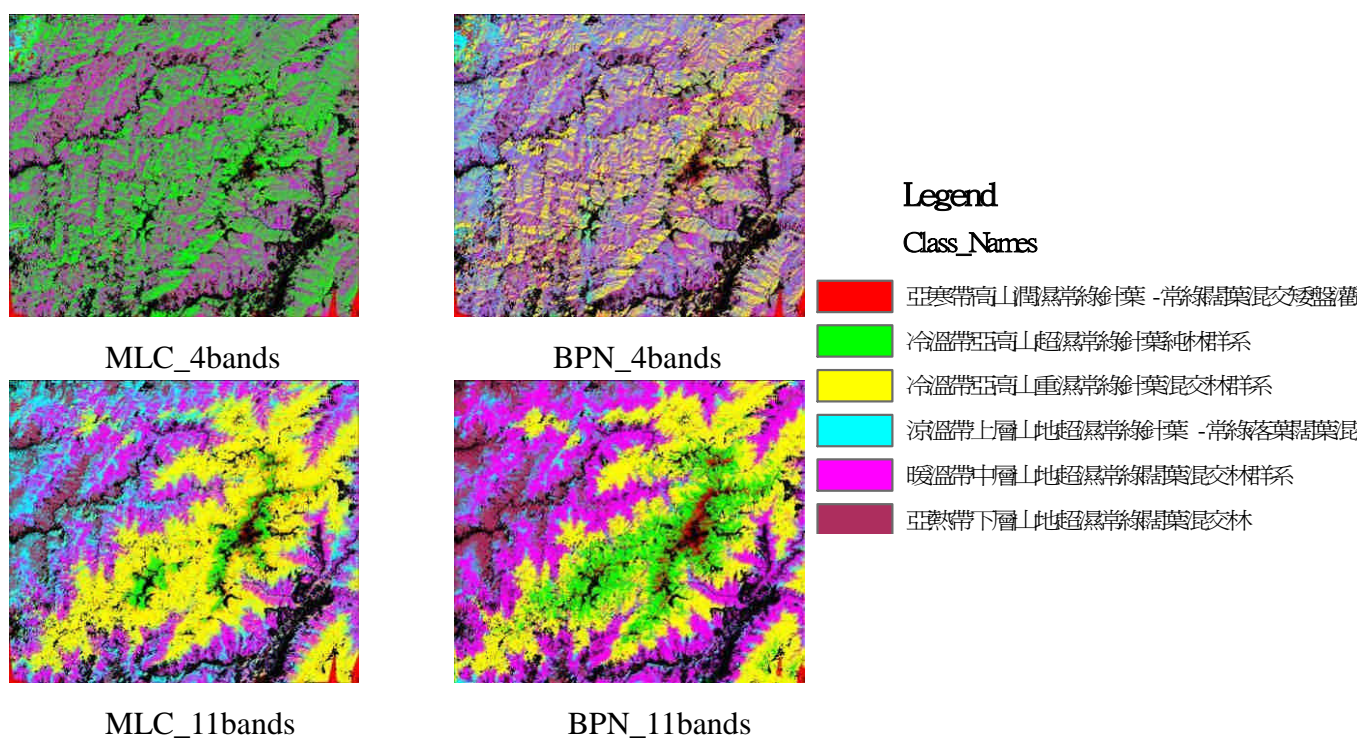 MLC_4bands
BPN_4bands
MLC_11bands
BPN_11bands
Legend
Class_Names
亞寒帶高山潤濕常綠針葉 -常綠闊葉混交矮盤灌
冷溫帶亞高山超濕常綠針葉純林群系
冷溫帶亞高山重濕常綠針葉混交林群系
涼溫帶上層山地超濕常綠針葉 -常綠落葉闊葉混
暖溫帶中層山地超濕常綠闊葉混交林群系
亞熱帶下層山地超濕常綠闊葉混交林